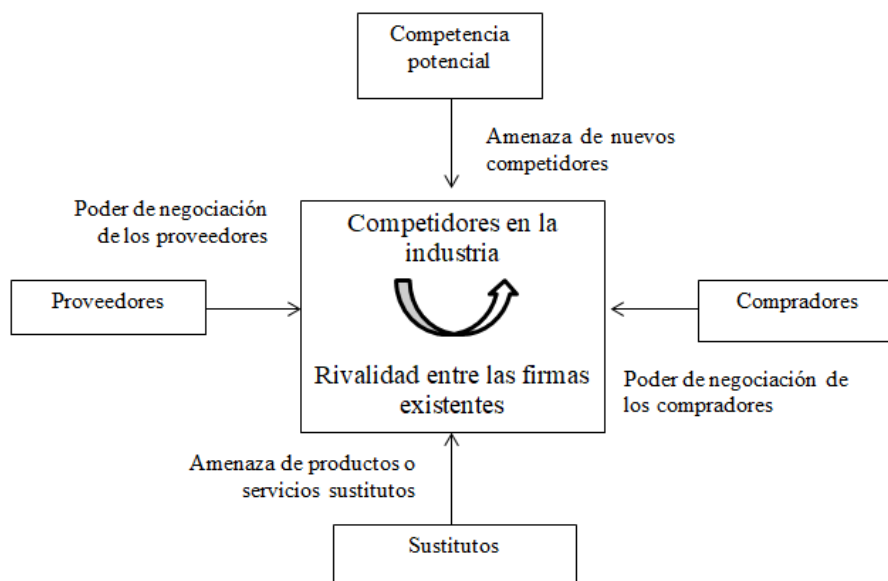 Competencia
potencial
Amenaza de nuevos
competidores
Poder de negociación
de los proveedores
Competidores en la
industria
Proveedores
Compradores
Rivalidad entre las firmas
existentes
Poder de negociación de
los compradores
Amenaza de productos o
servicios sustitutos
Sustitutos